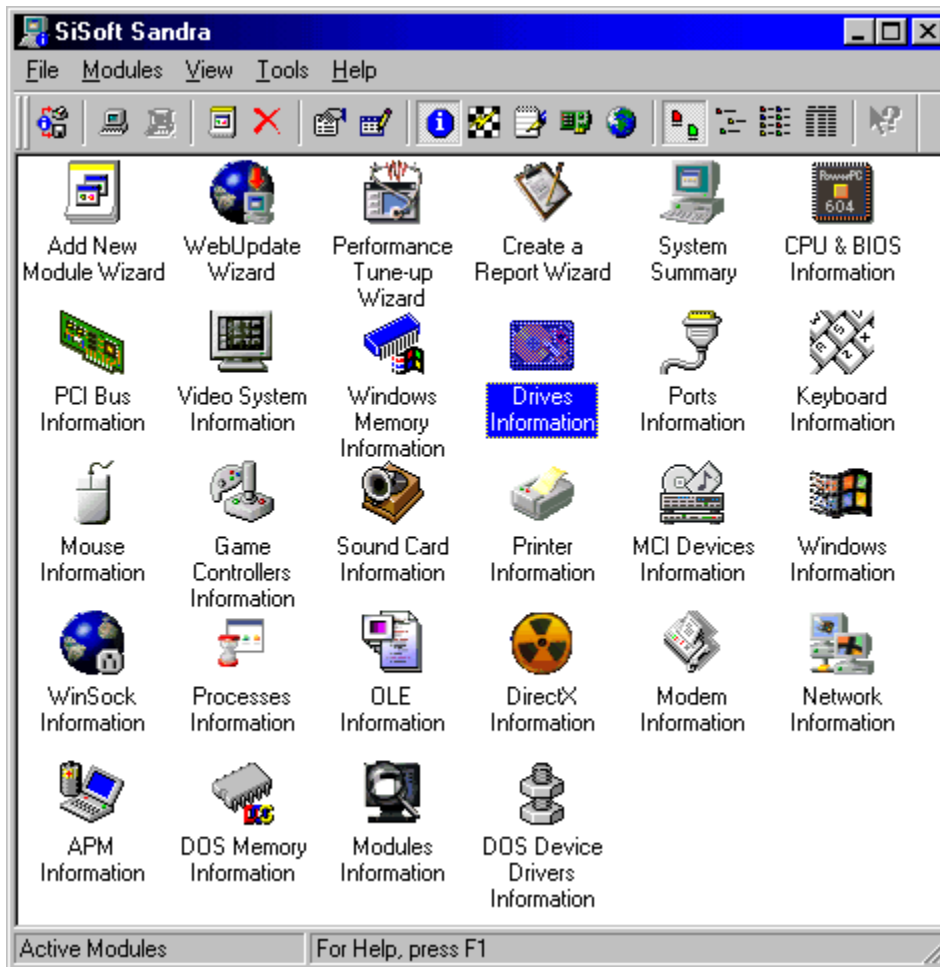 SiSoft Sandra
File Modules View Tools Help
PowerPC
604
Add New WebUpdate Performance Create a System CPU & BIOS
Module Wizard Wizard Tune-up Report Wizard Summary Information
Wizard
PCI Bus Video System Windows Drives Ports Keyboard
Information Information Memory Information Information Information
Information
Mouse Game Sound Card Printer MCI Devices Windows
Information Controllers Information Information Information Information
Information
WinSock Processes OLE DirectX Modem Network
Information Information Information Information Information Information
APM DOS Memory Modules DOS Device
Information Information Information Drivers
Information
Active Modules For Help, press F1